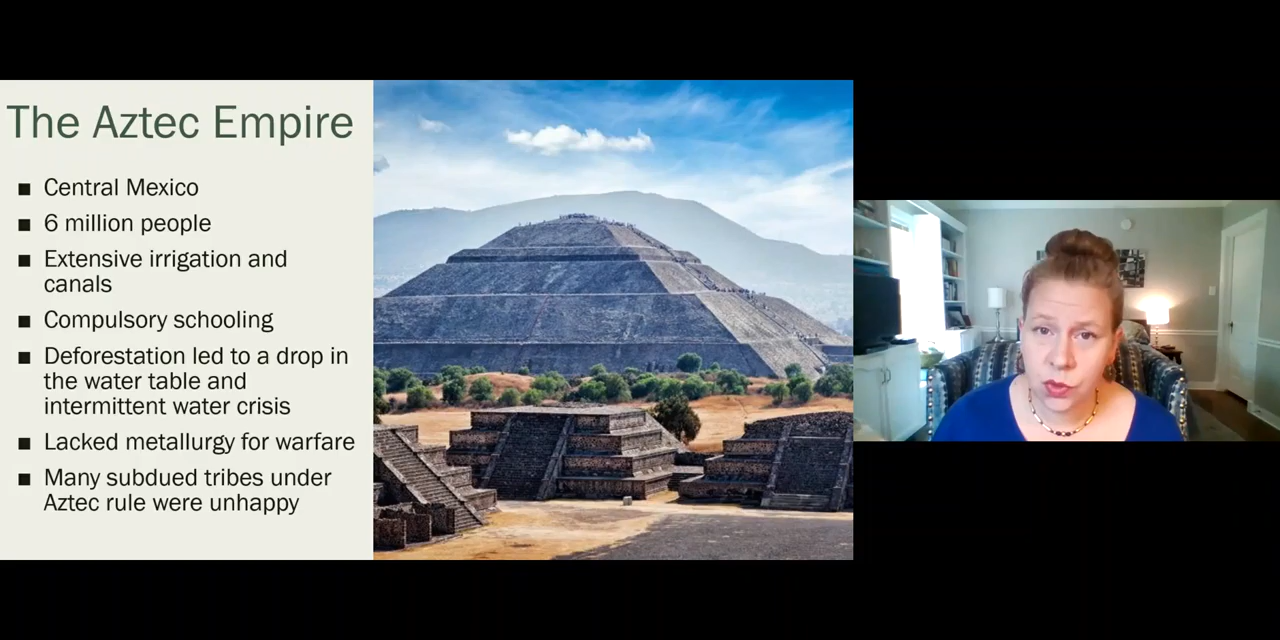 The Aztec Empire
■ Central Mexico
■ 6 million people
■ Extensive irrigation and
canals
■ Compulsory schooling
■ Deforestation led to a drop in
the water table and
intermittent water crisis
■ Lacked metallurgy for warfare
■ Many subdued tribes under
Aztec rule were unhappy